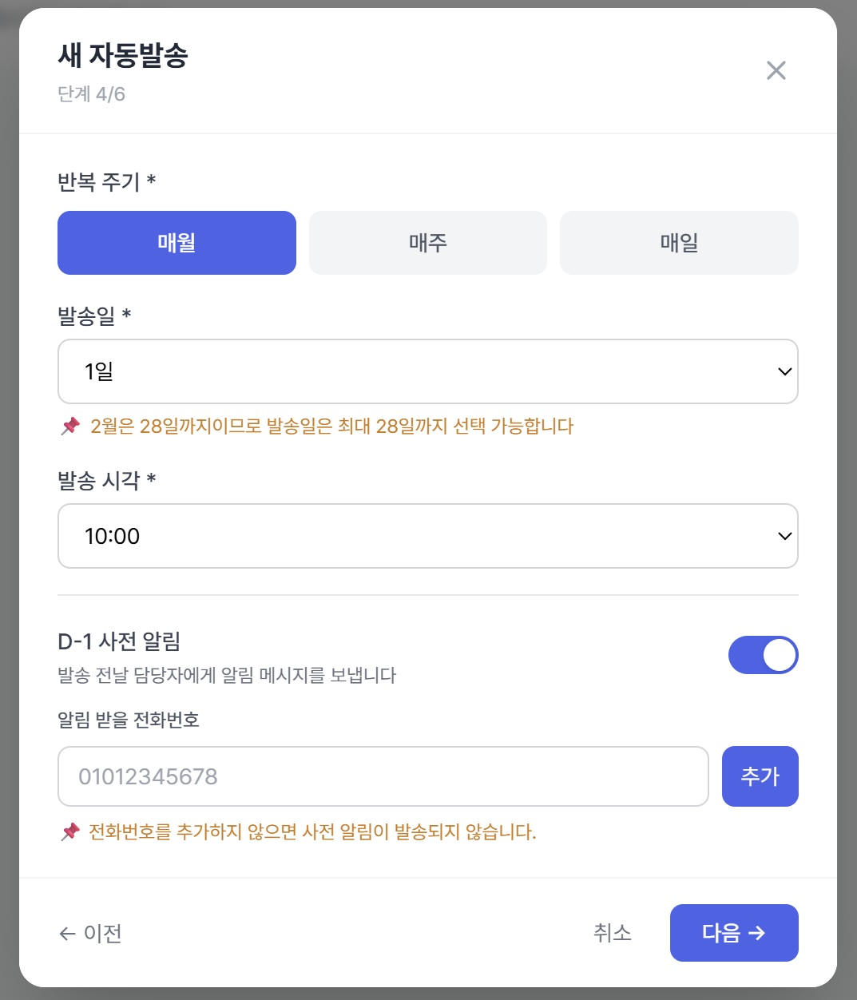 새 자동발송
단계 4/6
반복 주기 *
매월 매주 매일
발송일 *
1일
📌 2월은 28일까지이므로 발송일은 최대 28일까지 선택 가능합니다
발송 시각 *
10:00
D-1 사전 알림
발송 전날 담당자에게 알림 메시지를 보냅니다
알림 받을 전화번호
01012345678 추가
📌 전화번호를 추가하지 않으면 사전 알림이 발송되지 않습니다.
← 이전 취소 다음 →